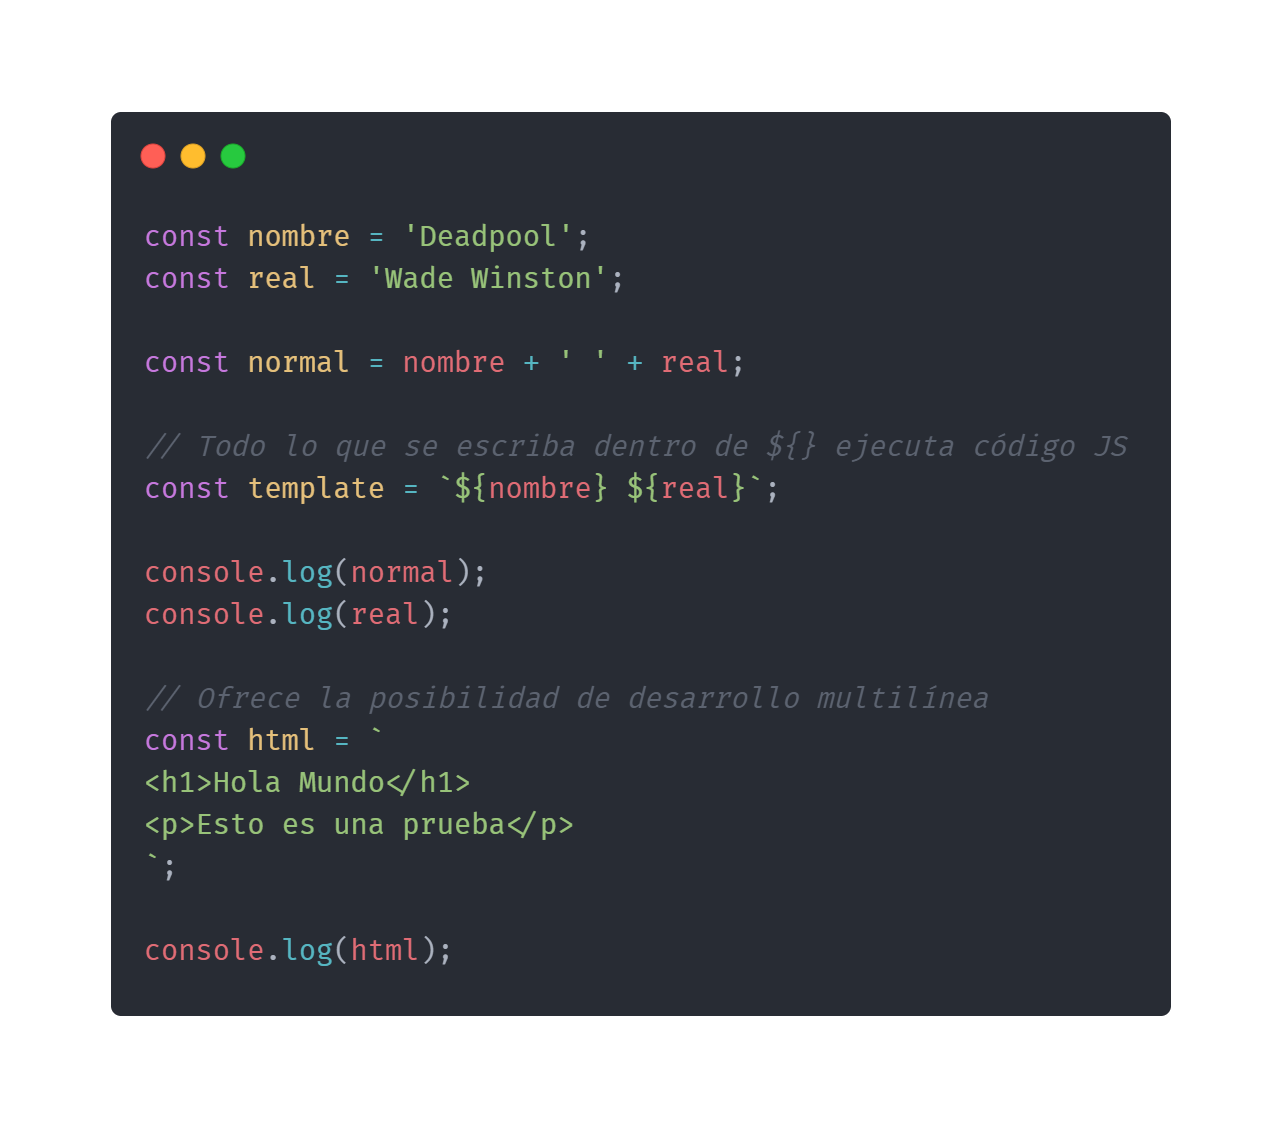 const nombre = 'Deadpool';
const real = 'Wade Winston';
const normal = nombre + ' ' + real;
// Todo lo que se escriba dentro de ${} ejecuta código JS
const template = `${nombre} ${real}`;
console.log(normal);
console.log(real);
// Ofrece la posibilidad de desarrollo multilínea
const html = `
<h1>Hola Mundo</h1>
<p>Esto es una prueba</p>
`;
console.log(html);